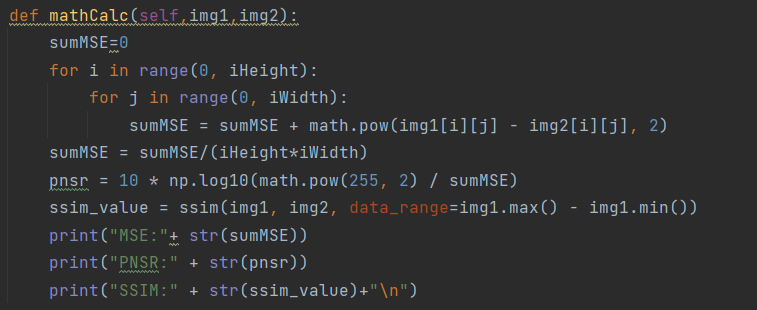 def mathCalc(self,img1,img2):
    sumMSE=0
    for i in range(0, iHeight):
        for j in range(0, iWidth):
            sumMSE = sumMSE + math.pow(img1[i][j] - img2[i][j], 2)
    sumMSE = sumMSE/(iHeight*iWidth)
    pnsr = 10 * np.log10(math.pow(255, 2) / sumMSE)
    ssim_value = ssim(img1, img2, data_range=img1.max() - img1.min())
    print("MSE:"+ str(sumMSE))
    print("PNSR:" + str(pnsr))
    print("SSIM:" + str(ssim_value)+"\n")